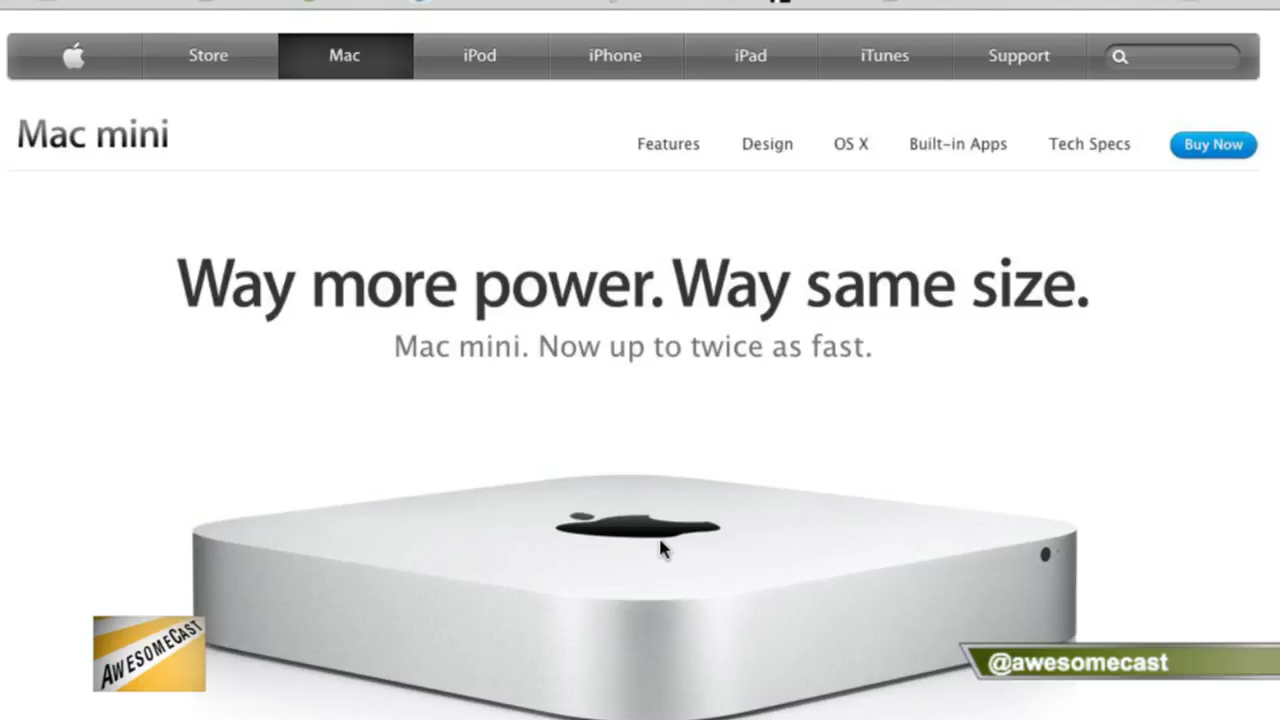 Store Mac iPod iPhone iPad iTunes Support
Mac mini
Features Design OS X Built-in Apps Tech Specs Buy Now
Way more power. Way same size.
Mac mini. Now up to twice as fast.
AWESOMECAST
@awesomecast